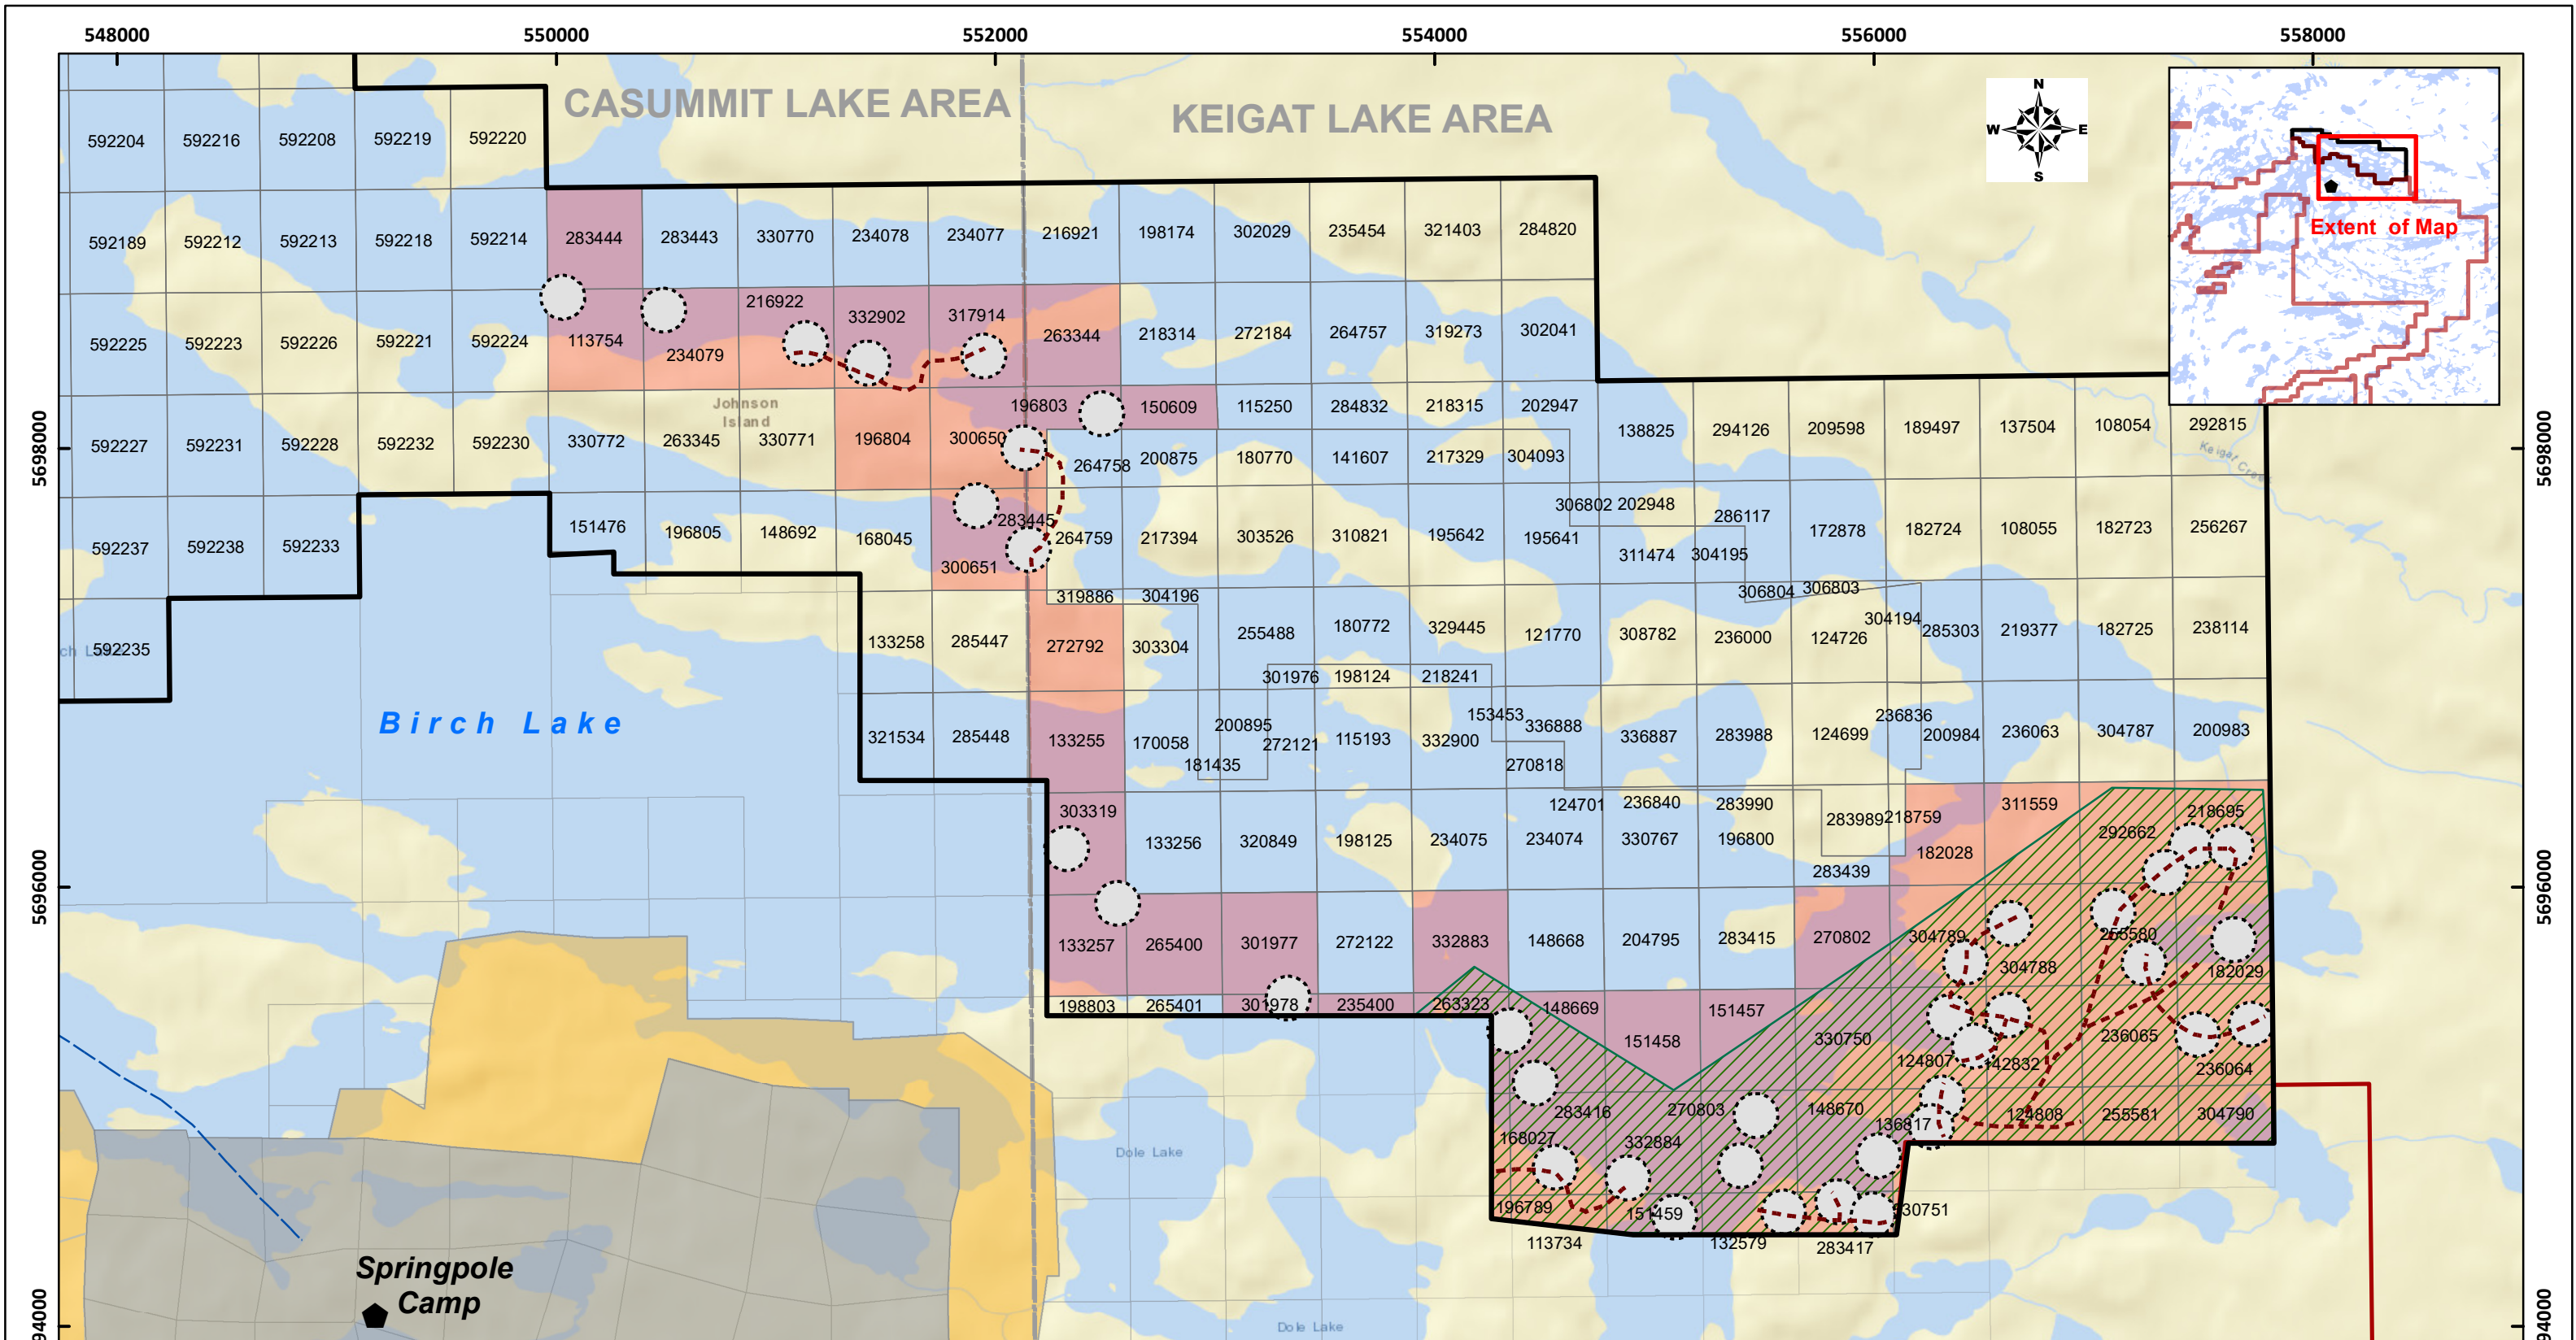 548000 550000 552000 554000 556000 558000
CASUMMIT LAKE AREA
KEIGAT LAKE AREA
N
W E
S
Extent of Map
592204 592216 592208 592219 592220
592189 592212 592213 592218 592214 283444 283443 330770 234078 234077 216921 198174 302029 235454 321403 284820
216922 332902 317914
592225 592223 592226 592221 592224 113754 234079 263344 218314 272184 264757 319273 302041
Johnson
Island
196803 150609 115250 284832 218315 202947
5698000 592227 592231 592228 592232 592230 330772 263345 330771 196804 300650 138825 294126 209598 189497 137504 108054 292815 5698000
264758 200875 180770 141607 217329 304093
Keigat Creek
306802 202948 286117
592237 592238 592233 151476 196805 148692 168045 283445 264759 217394 303526 310821 195642 195641 311474 304195 172878 182724 108055 182723 256267
300651
319886 304196 306804 306803
592235 133258 285447 272792 303304 255488 180772 329445 121770 308782 236000 124726 304194 285303 219377 182725 238114
301976 198124 218241
Birch Lake
321534 285448 133255 170058 200895 272121 115193 332900 153453 336888 336887 283988 124699 236836 200984 236063 304787 200983
181435 270818
303319 124701 236840 283990 283989 218759 311559 218695
133256 320849 198125 234075 234074 330767 196800 182028 292662
283439
5696000 5696000
133257 265400 301977 272122 332883 148668 204795 283415 270802 304789 255580
304788 182029
198803 265401 301978 235400 263323 148669 151457
151458 330750 236065
124807 142832 236064
283416 270803 148670 124808 255581 304790
168027 332884 136817
Dole Lake
196789 151459
113734 132579 283417
Springpole
Camp
Dole Lake